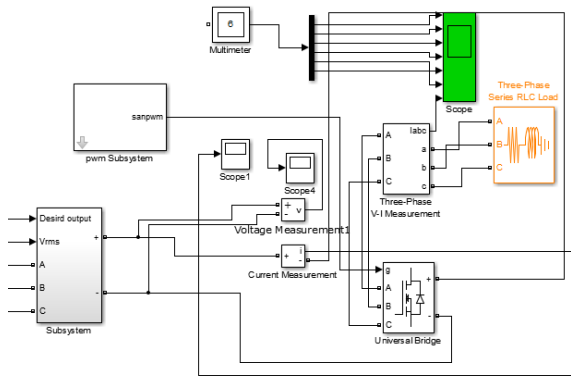 6
Multimeter
Scope
Three-Phase
Series RLC Load
sanpwm
pwm Subsystem
Scope1
Scope4
Iabc
A
a
B
b
C
c
Three-Phase
V-I Measurement
A
B
C
+
-
v
Voltage Measurement1
Desird output
Vrms
A
B
C
+
-
Subsystem
+
i
-
Current Measurement
g
A
B
C
+
-
Universal Bridge